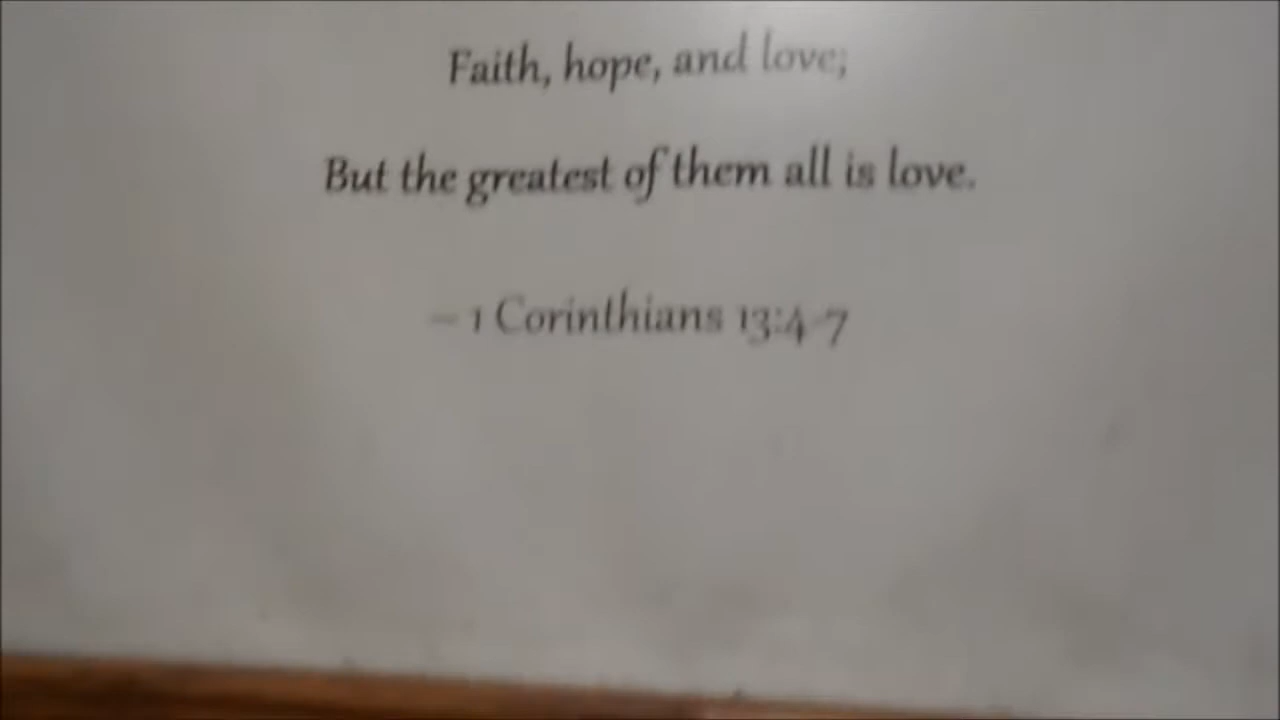 Faith, hope, and love;
But the greatest of them all is love.
– 1 Corinthians 13:4-7